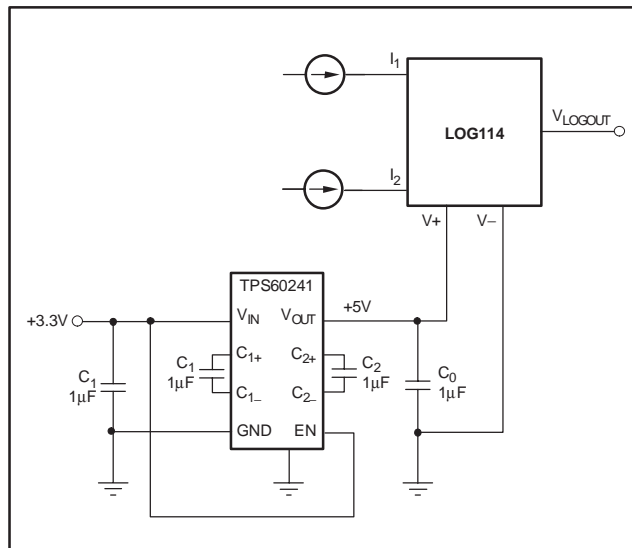 I1
LOG114
VLOGOUT
I2
V+ V–
TPS60241
+3.3V
VIN VOUT
+5V
C1
1µF
C1
1µF
C1+ C2+
C1– C2–
C2
1µF
C0
1µF
GND EN